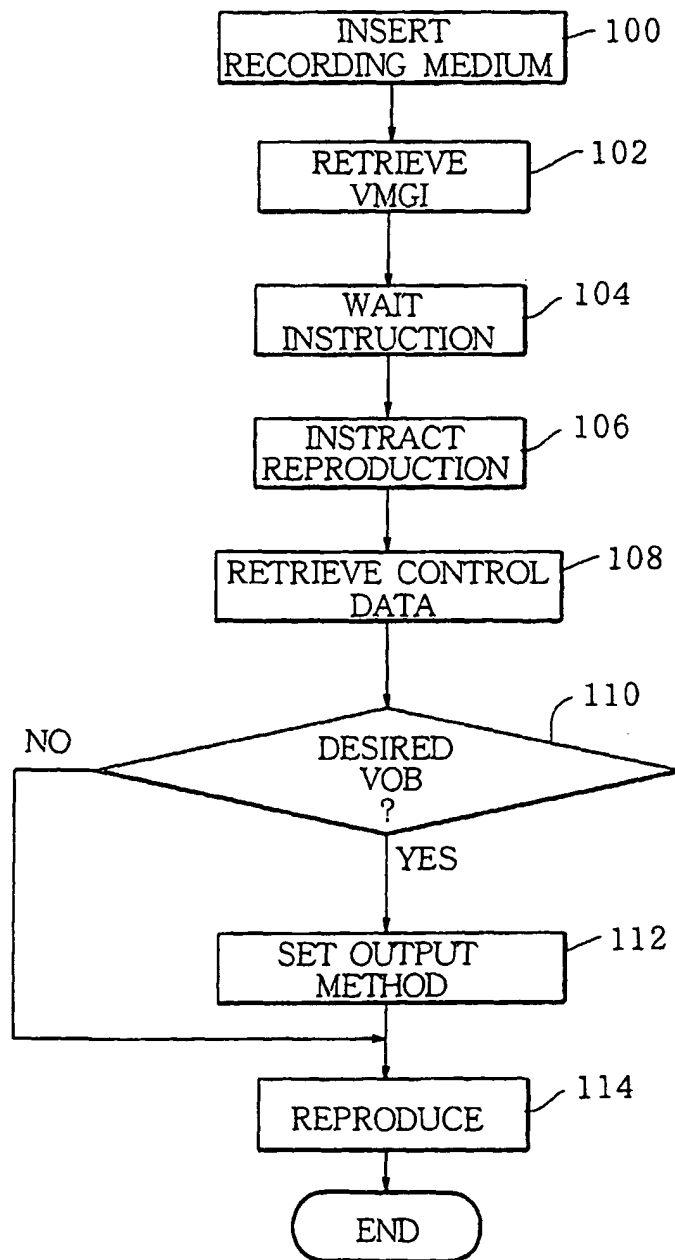 INSERT
RECORDING MEDIUM
100
RETRIEVE
VMGI
102
WAIT
INSTRUCTION
104
INSTRACT
REPRODUCTION
106
RETRIEVE CONTROL
DATA
108
110
NO
DESIRED
VOB
?
YES
SET OUTPUT
METHOD
112
REPRODUCE
114
END